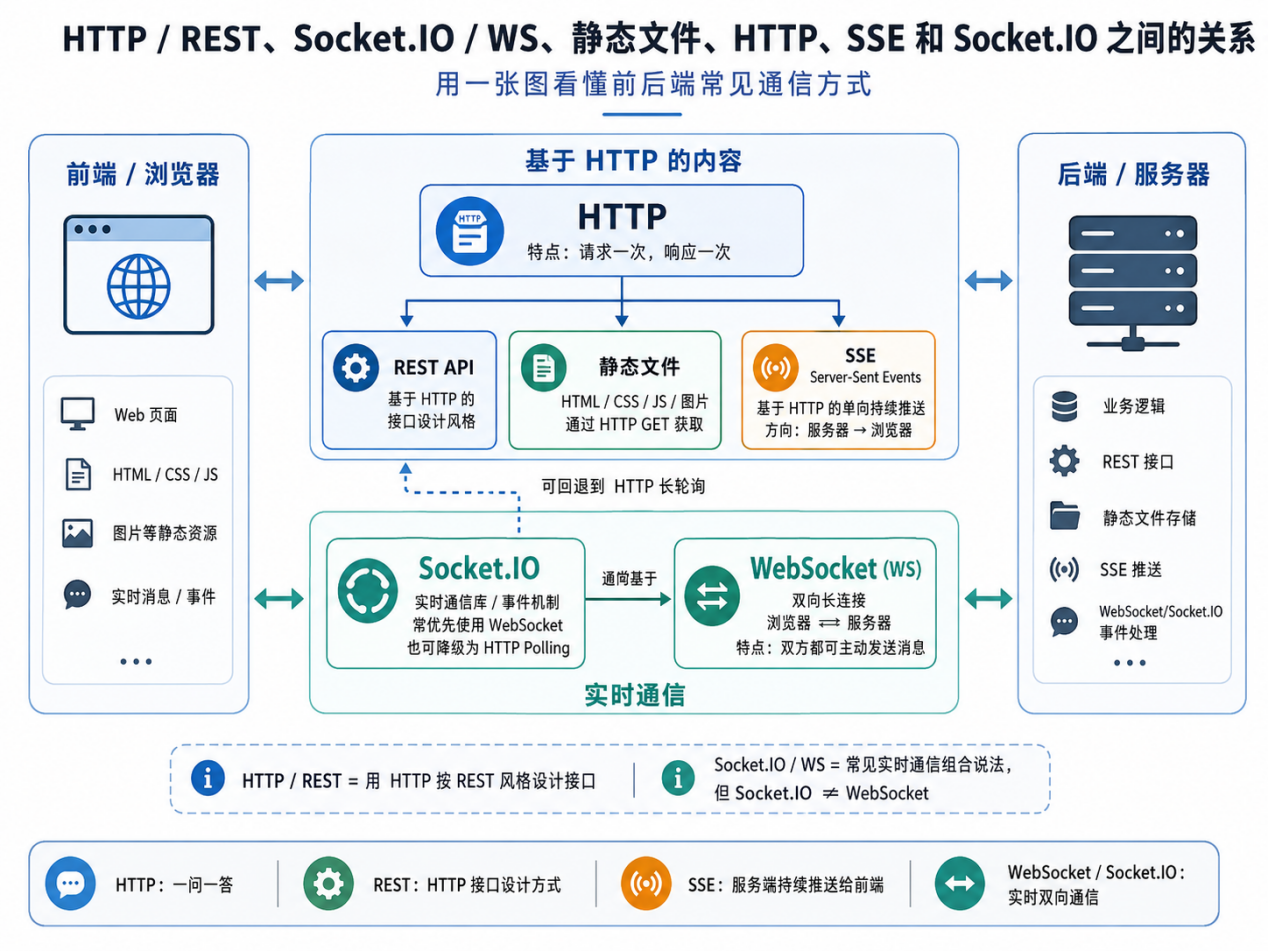 HTTP / REST、Socket.IO / WS、静态文件、HTTP、SSE 和 Socket.IO 之间的关系
用一张图看懂前后端常见通信方式
前端 / 浏览器
Web 页面
HTML / CSS / JS
图片等静态资源
实时消息 / 事件
基于 HTTP 的内容
HTTP
HTTP
特点：请求一次，响应一次
REST API
基于 HTTP 的
接口设计风格
静态文件
HTML / CSS / JS / 图片
通过 HTTP GET 获取
SSE
Server-Sent Events
基于 HTTP 的单向持续推送
方向：服务器 → 浏览器
可回退到 HTTP 长轮询
Socket.IO
实时通信库 / 事件机制
常优先使用 WebSocket
也可降级为 HTTP Polling
基于
WebSocket (WS)
双向长连接
浏览器 ⇌ 服务器
特点：双方都可主动发送消息
实时通信
后端 / 服务器
业务逻辑
REST 接口
静态文件存储
SSE 推送
WebSocket/Socket.IO
事件处理
HTTP / REST = 用 HTTP 按 REST 风格设计接口
Socket.IO / WS = 常见实时通信组合说法，
但 Socket.IO ≠ WebSocket
HTTP：一问一答
REST：HTTP 接口设计方式
SSE：服务端持续推送给前端
WebSocket / Socket.IO：
实时双向通信